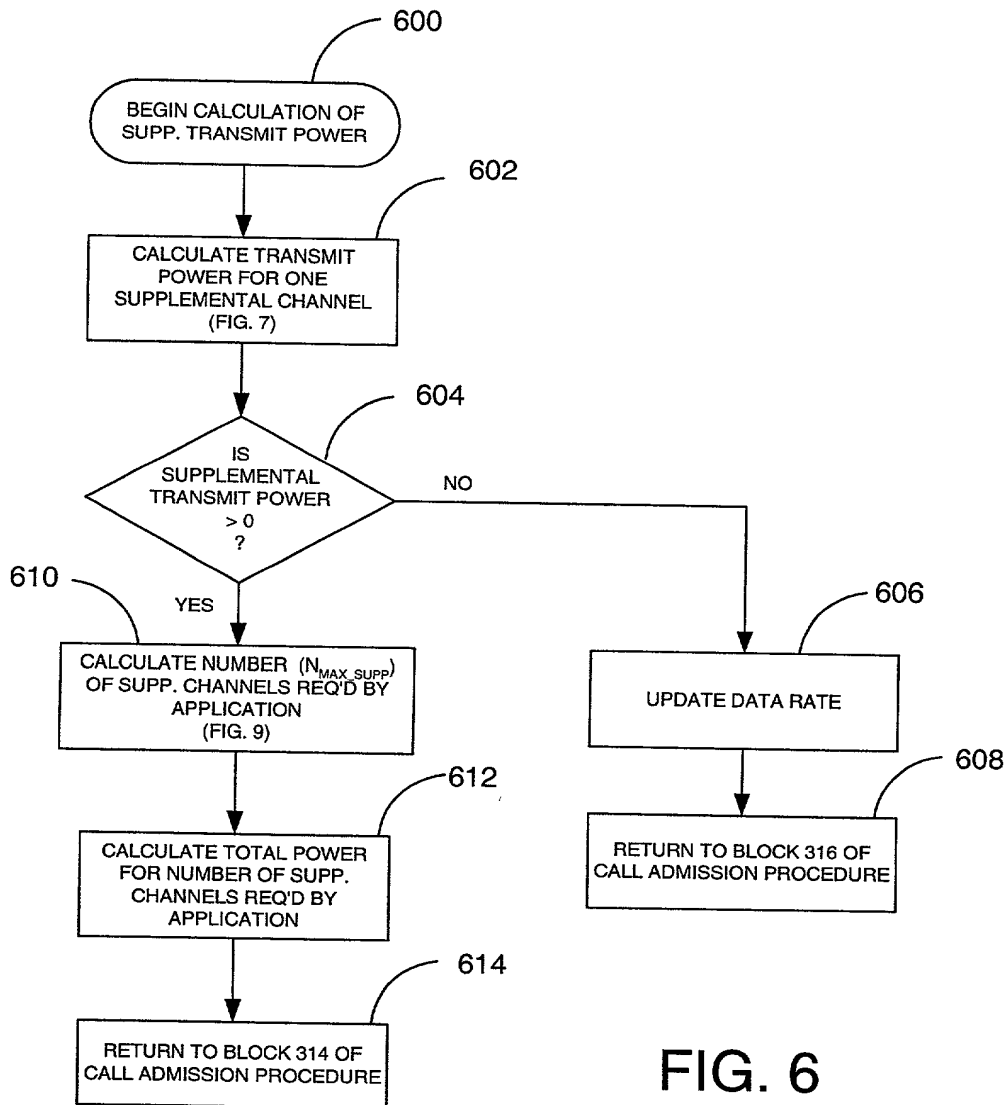 600
BEGIN CALCULATION OF
SUPP. TRANSMIT POWER
602
CALCULATE TRANSMIT
POWER FOR ONE
SUPPLEMENTAL CHANNEL
(FIG. 7)
604
IS
SUPPLEMENTAL
TRANSMIT POWER
> 0
?
NO
YES
606
UPDATE DATA RATE
608
RETURN TO BLOCK 316 OF
CALL ADMISSION PROCEDURE
610
CALCULATE NUMBER (NMAX_SUPP)
OF SUPP. CHANNELS REQ'D BY
APPLICATION
(FIG. 9)
612
CALCULATE TOTAL POWER
FOR NUMBER OF SUPP.
CHANNELS REQ'D BY
APPLICATION
614
RETURN TO BLOCK 314 OF
CALL ADMISSION PROCEDURE
FIG. 6